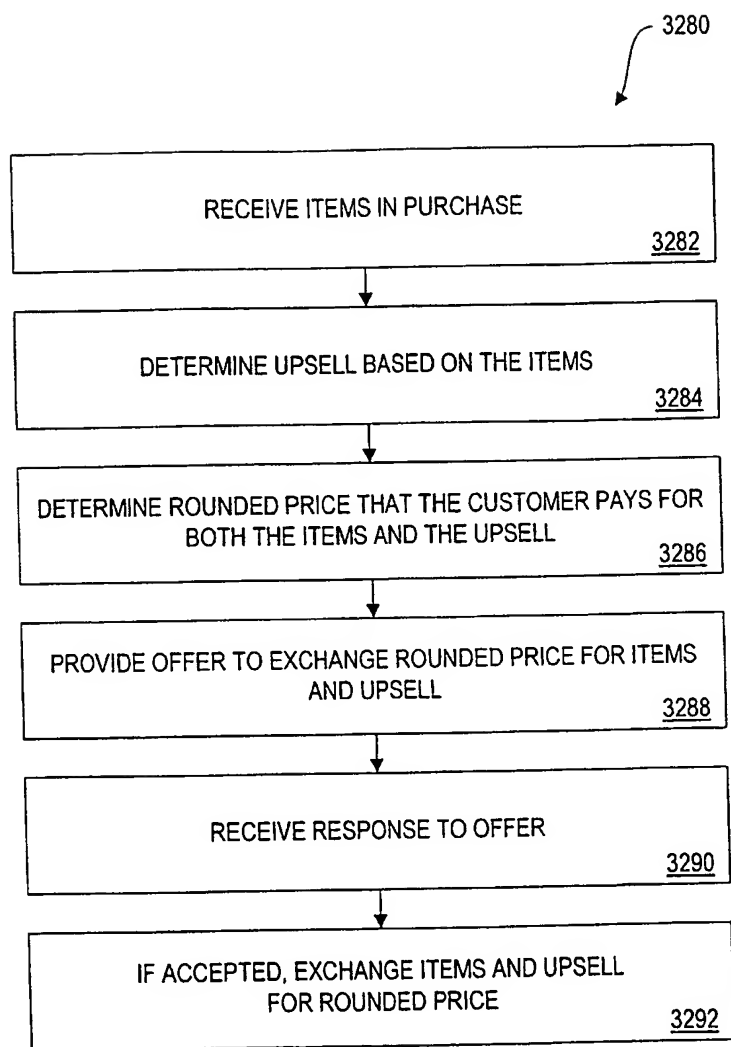 3280
RECEIVE ITEMS IN PURCHASE
3282
DETERMINE UPSELL BASED ON THE ITEMS
3284
DETERMINE ROUNDED PRICE THAT THE CUSTOMER PAYS FOR
BOTH THE ITEMS AND THE UPSELL
3286
PROVIDE OFFER TO EXCHANGE ROUNDED PRICE FOR ITEMS
AND UPSELL
3288
RECEIVE RESPONSE TO OFFER
3290
IF ACCEPTED, EXCHANGE ITEMS AND UPSELL
FOR ROUNDED PRICE
3292